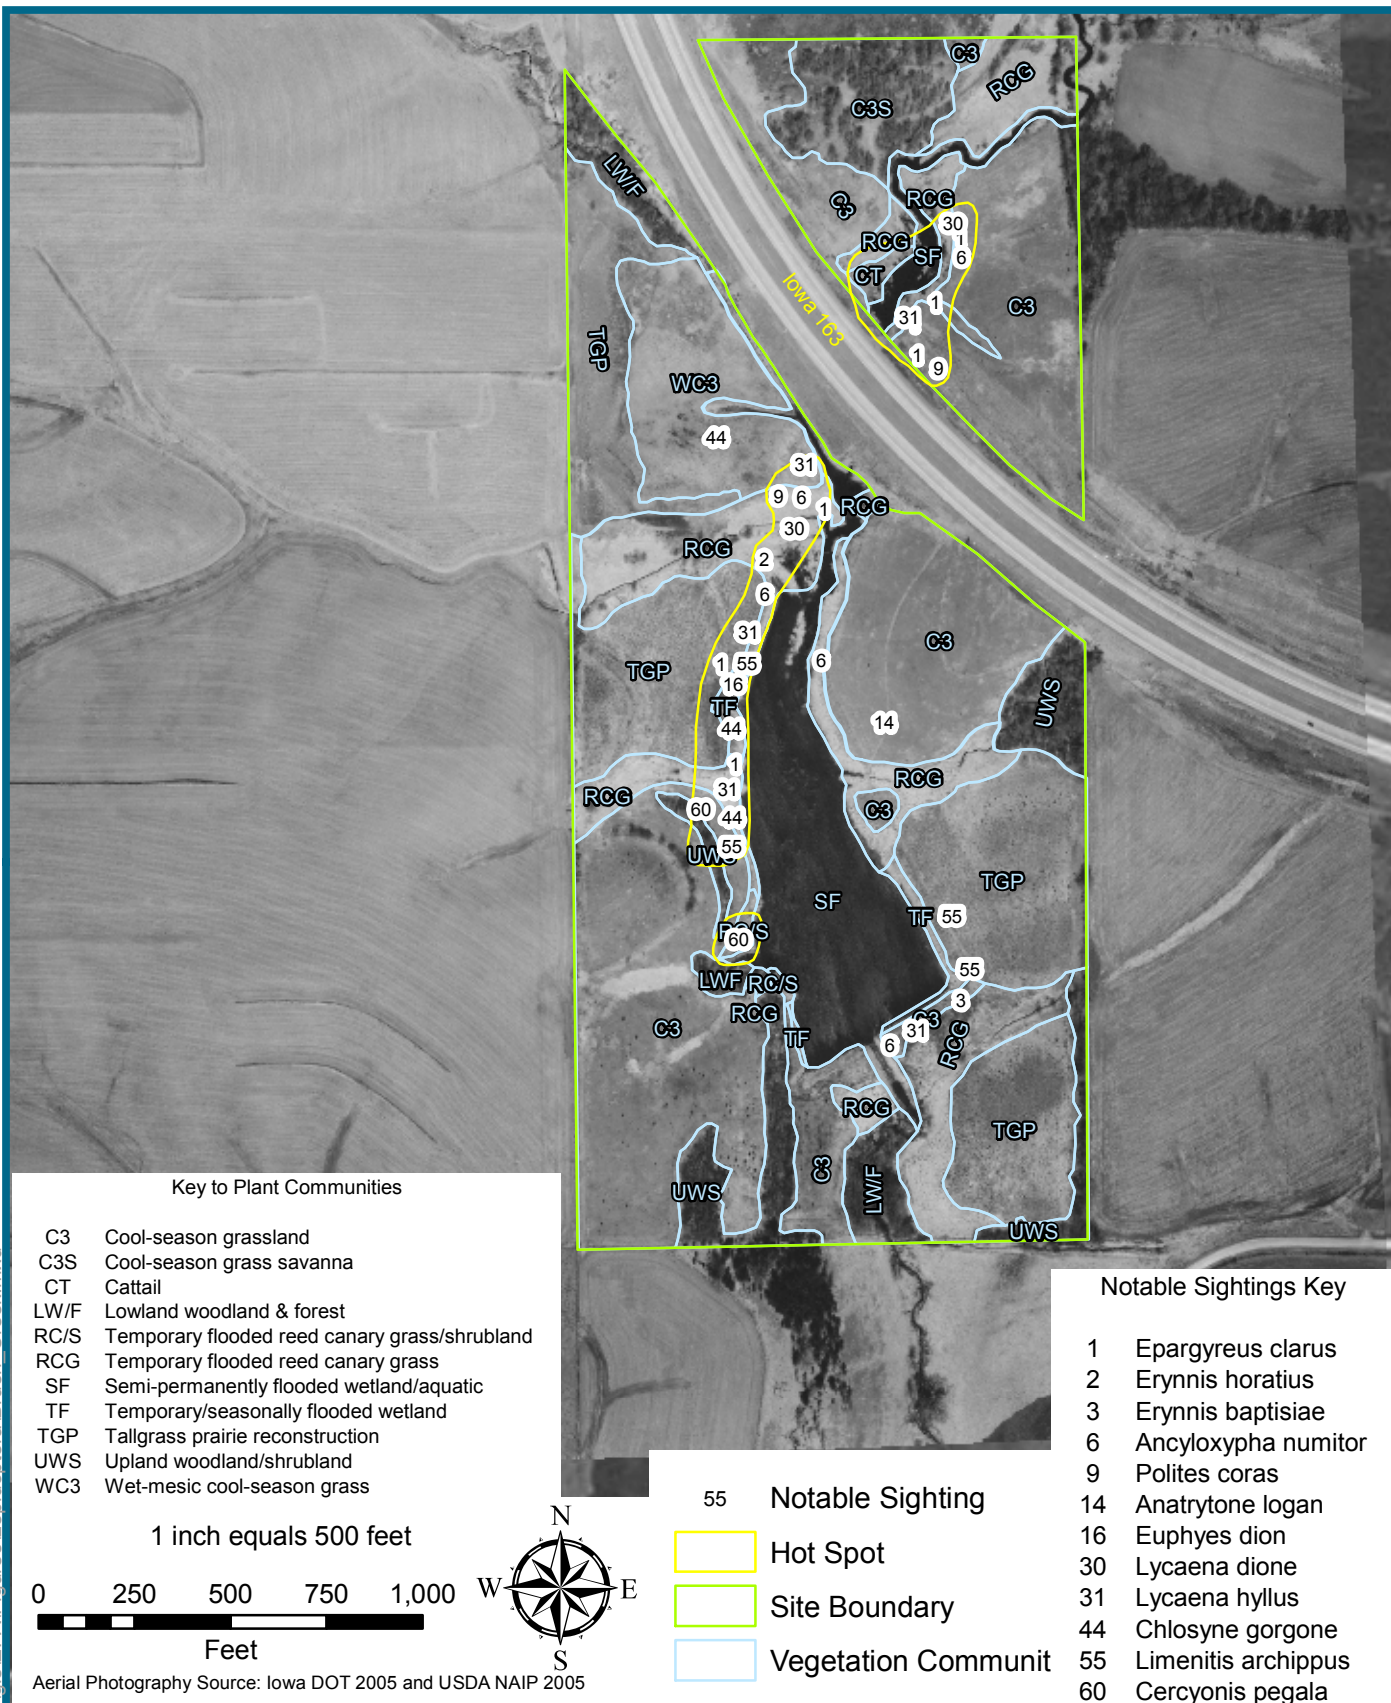 C3
RCG
C3S
LW/F
C3
RCG
30
RCG
1
SF
6
CT
1
C3
31
Iowa 163
TGP
1
9
WC3
44
31
9
6
1
RCG
30
RCG
2
6
31
C3
1
55
6
TGP
16
UWS
TF
14
44
1
RCG
31
RCG
60
C3
44
55
UWS
TGP
SF
TF
55
RC/S
60
55
LWF
RC/S
3
RCG
C3
C3
31
RCG
TF
6
RCG
TGP
C3
LW/F
UWS
UWS
Key to Plant Communities
C3 Cool-season grassland
C3S Cool-season grass savanna
CT Cattail
LW/F Lowland woodland & forest
RC/S Temporary flooded reed canary grass/shrubland
RCG Temporary flooded reed canary grass
SF Semi-permanently flooded wetland/aquatic
TF Temporary/seasonally flooded wetland
TGP Tallgrass prairie reconstruction
UWS Upland woodland/shrubland
WC3 Wet-mesic cool-season grass
1 inch equals 500 feet
0 250 500 750 1,000
Feet
Aerial Photography Source: Iowa DOT 2005 and USDA NAIP 2005
N
W E
S
55 Notable Sighting
Hot Spot
Site Boundary
Vegetation Communit
Notable Sightings Key
1 Epargyreus clarus
2 Erynnis horatius
3 Erynnis baptisiae
6 Ancyloxypha numitor
9 Polites coras
14 Anatrytone logan
16 Euphyes dion
30 Lycaena dione
31 Lycaena hyllus
44 Chlosyne gorgone
55 Limenitis archippus
60 Cercyonis pegala